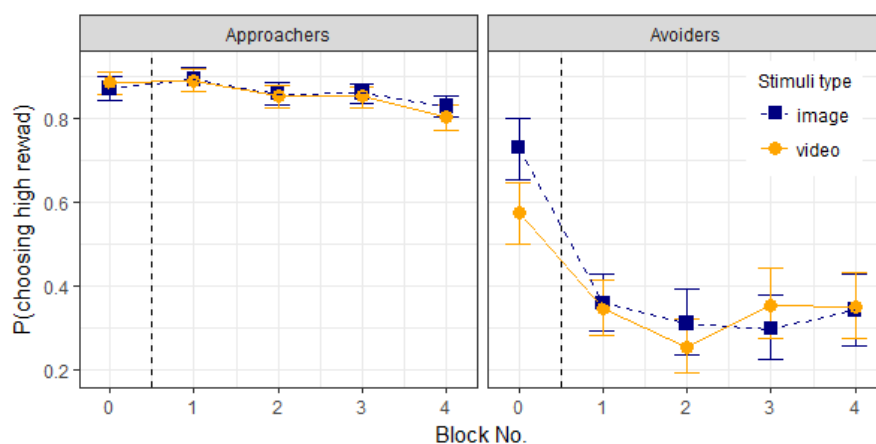 Approachers
Avoiders
P(choosing high rewad)
0.8
0.6
0.4
0.2
Stimuli type
image
video
0 1 2 3 4
0 1 2 3 4
Block No.